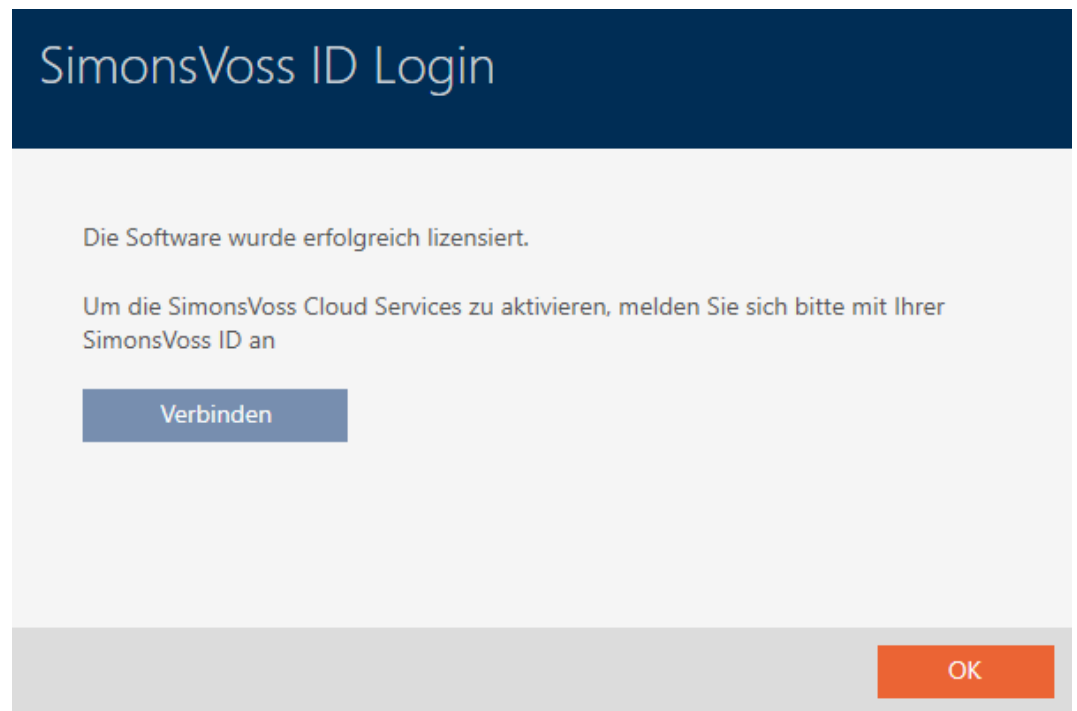 SimonsVoss ID Login
Die Software wurde erfolgreich lizensiert.
Um die SimonsVoss Cloud Services zu aktivieren, melden Sie sich bitte mit Ihrer
SimonsVoss ID an
Verbinden
OK